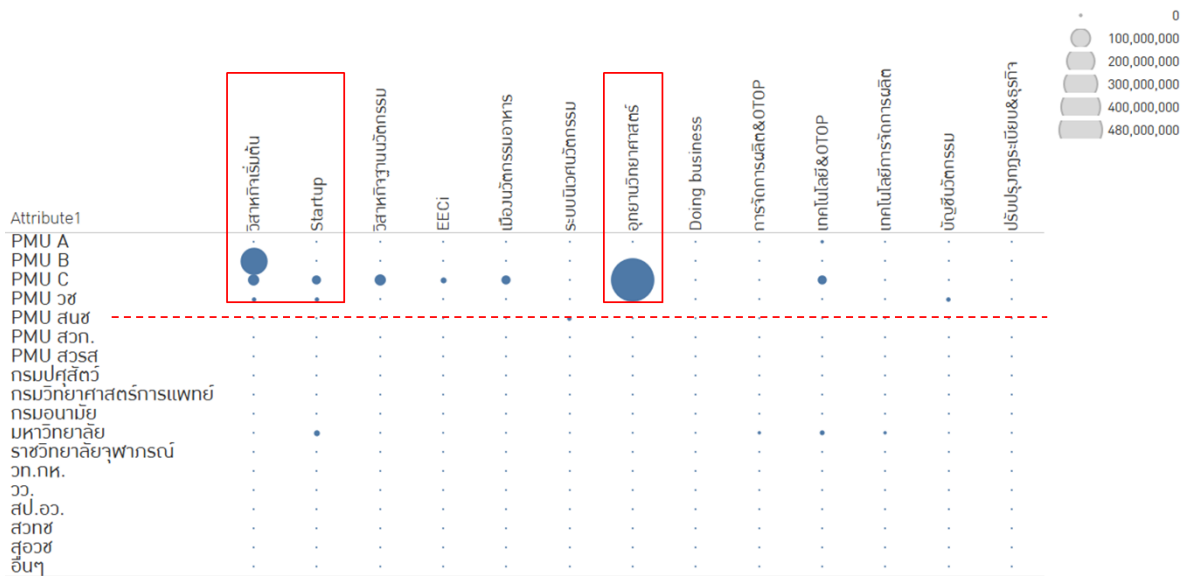 0
100,000,000
200,000,000
300,000,000
400,000,000
480,000,000
Attribute1
วิสาหกิจเริ่มต้น
Startup
วิสาหกิจฐานนวัตกรรม
EECi
เมืองนวัตกรรมอาหาร
ระบบนิเวศนวัตกรรม
อุทยานวิทยาศาสตร์
Doing business
การจัดการผลิต&OTOP
เทคโนโลยี&OTOP
เทคโนโลยีการจัดการผลิต
บัญชีนวัตกรรม
ปรับปรุงกฎระเบียบ&ธุรกิจ
PMU A
PMU B
PMU C
PMU วช
PMU สนช
PMU สวก.
PMU สวรส
กรมปศุสัตว์
กรมวิทยาศาสตร์การแพทย์
กรมอนามัย
มหาวิทยาลัย
ราชวิทยาลัยจุฬาภรณ์
วท.กห.
วว.
สป.อว.
สวทช
สอวช
อื่นๆ